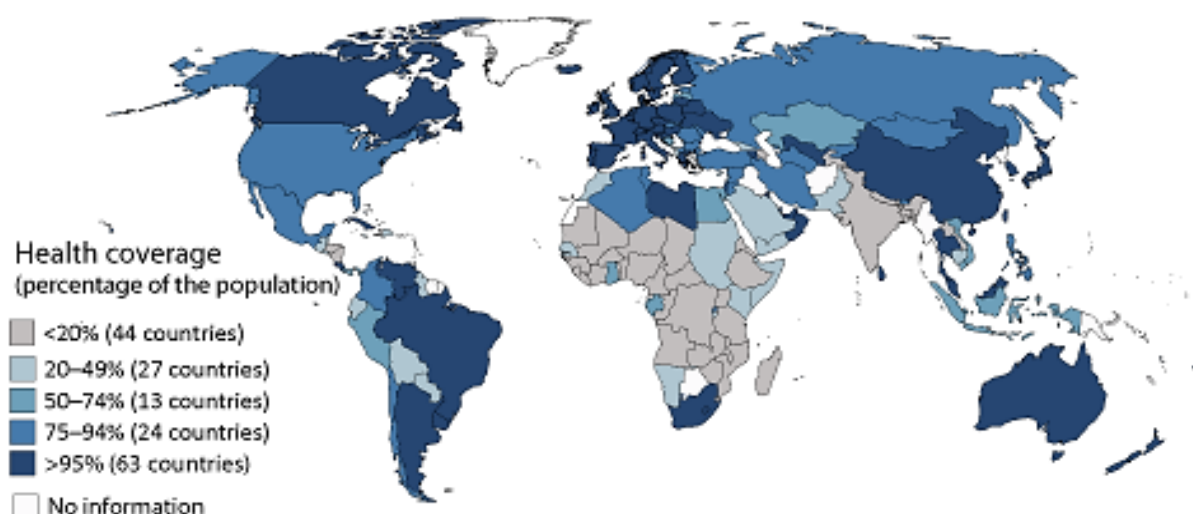 Health coverage
(percentage of the population)
<20% (44 countries)
20–49% (27 countries)
50–74% (13 countries)
75–94% (24 countries)
>95% (63 countries)
No information